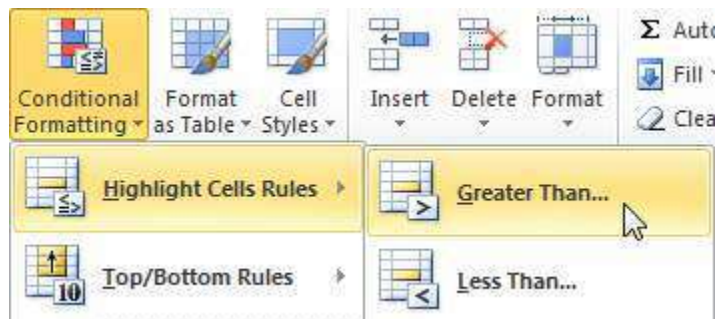 Conditional Formatting
Format as Table
Cell Styles
Insert
Delete
Format
Σ Auto
Fill
Clea
Highlight Cells Rules
Greater Than...
Top/Bottom Rules
10
Less Than...